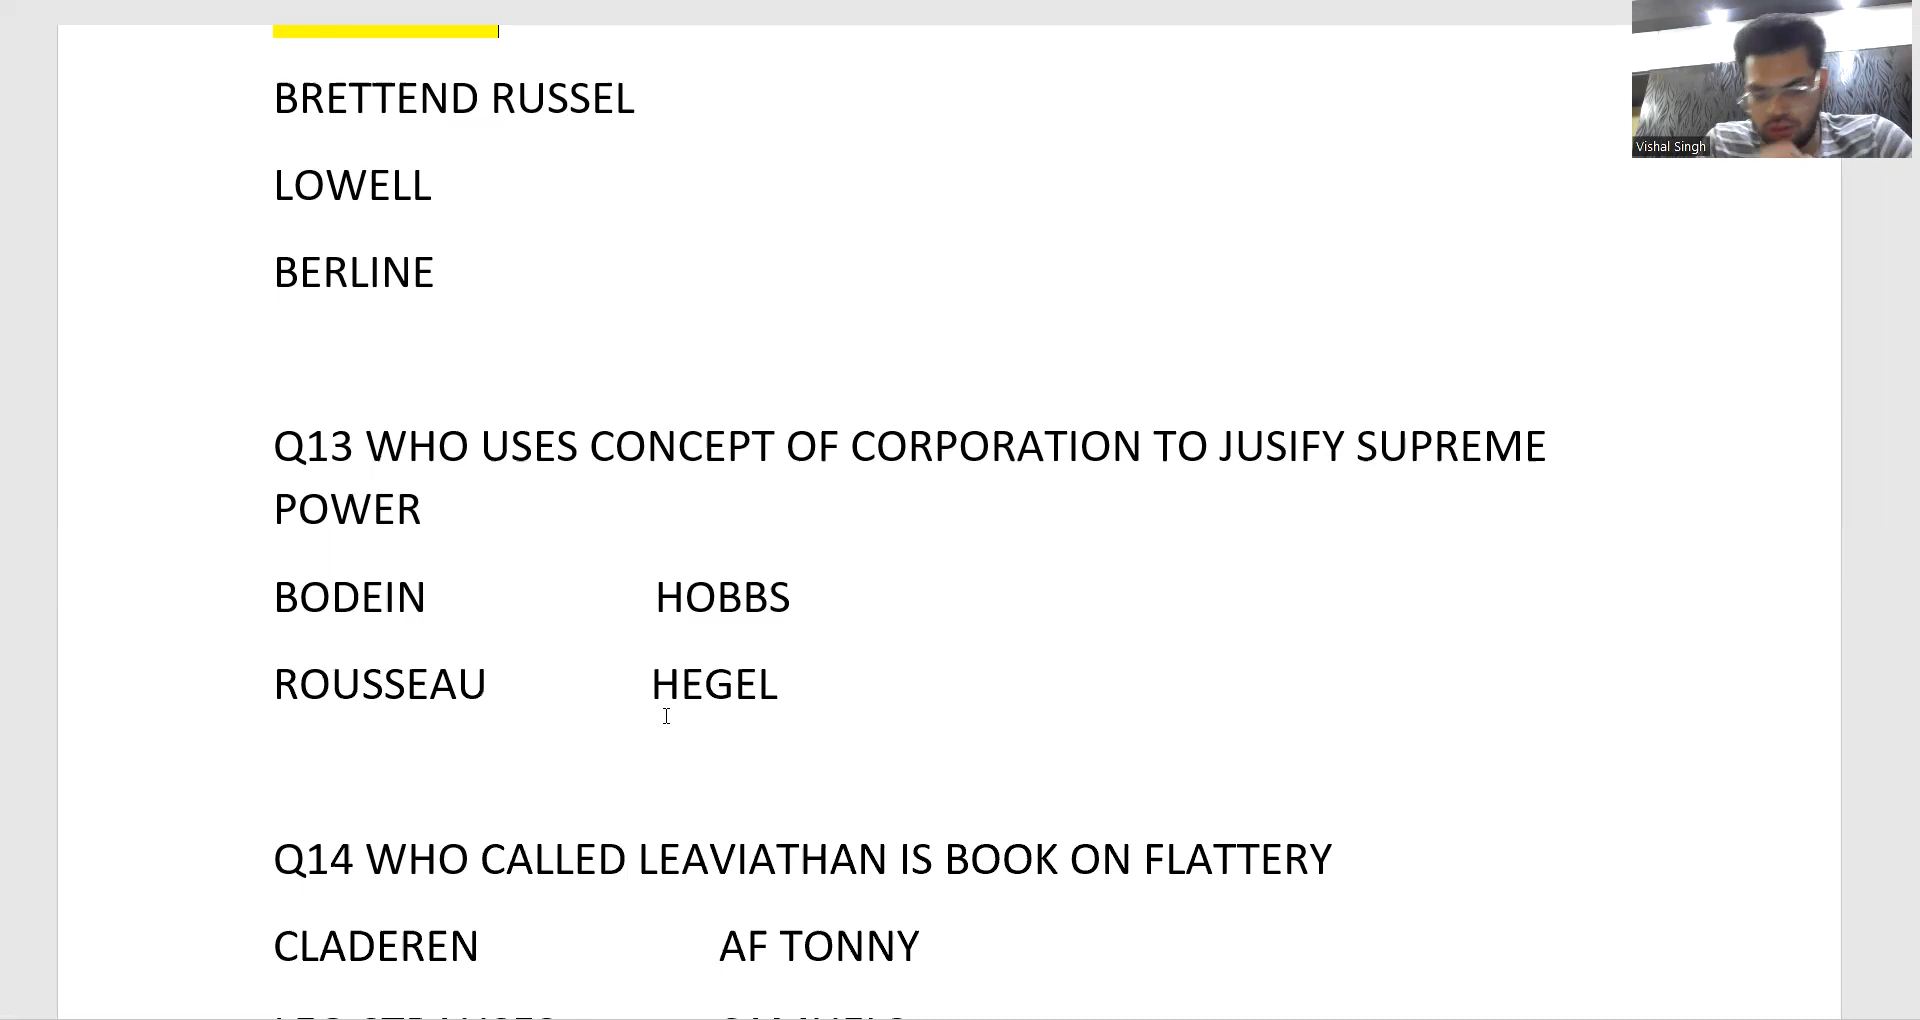 BRETTEND RUSSEL
LOWELL
BERLINE
Q13 WHO USES CONCEPT OF CORPORATION TO JUSIFY SUPREME
POWER
BODEIN HOBBS
ROUSSEAU HEGEL
Q14 WHO CALLED LEAVIATHAN IS BOOK ON FLATTERY
CLADEREN AF TONNY
Vishal Singh